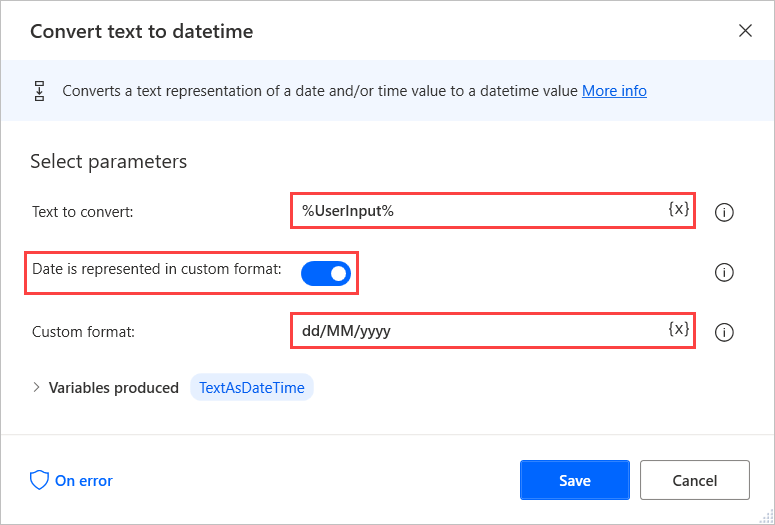 Convert text to datetime
Converts a text representation of a date and/or time value to a datetime value More info
Select parameters
Text to convert: %UserInput% {x}
Date is represented in custom format:
Custom format: dd/MM/yyyy {x}
Variables produced TextAsDateTime
On error Save Cancel